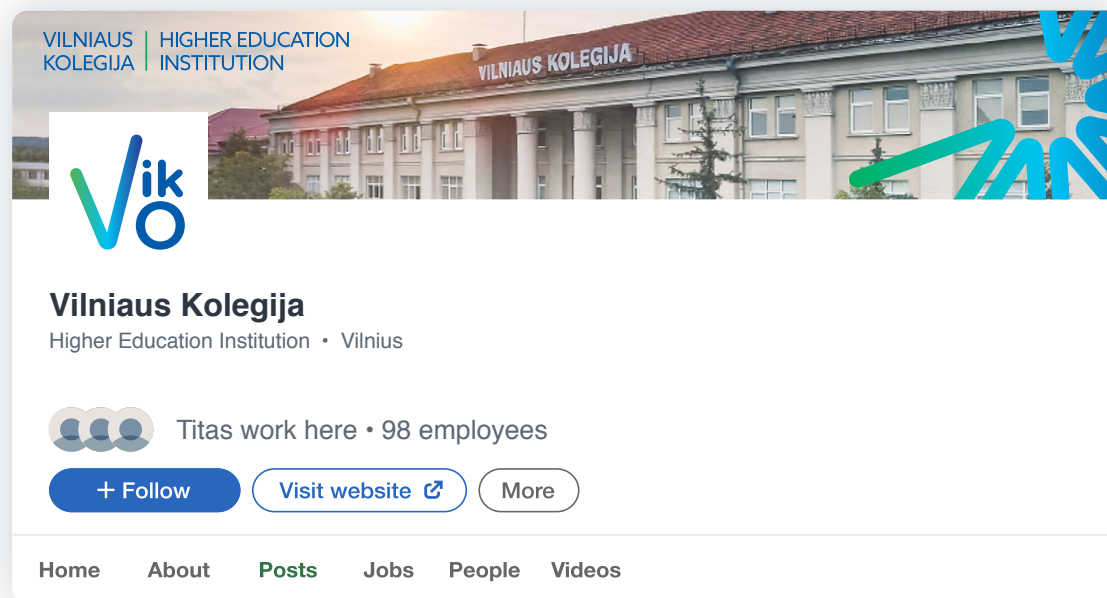 VILNIAUS KOLEGIJA
HIGHER EDUCATION INSTITUTION
VILNIAUS KOLEGIJA
Vik
O
Vilniaus Kolegija
Higher Education Institution • Vilnius
Titas work here • 98 employees
+ Follow
Visit website
More
Home About Posts Jobs People Videos